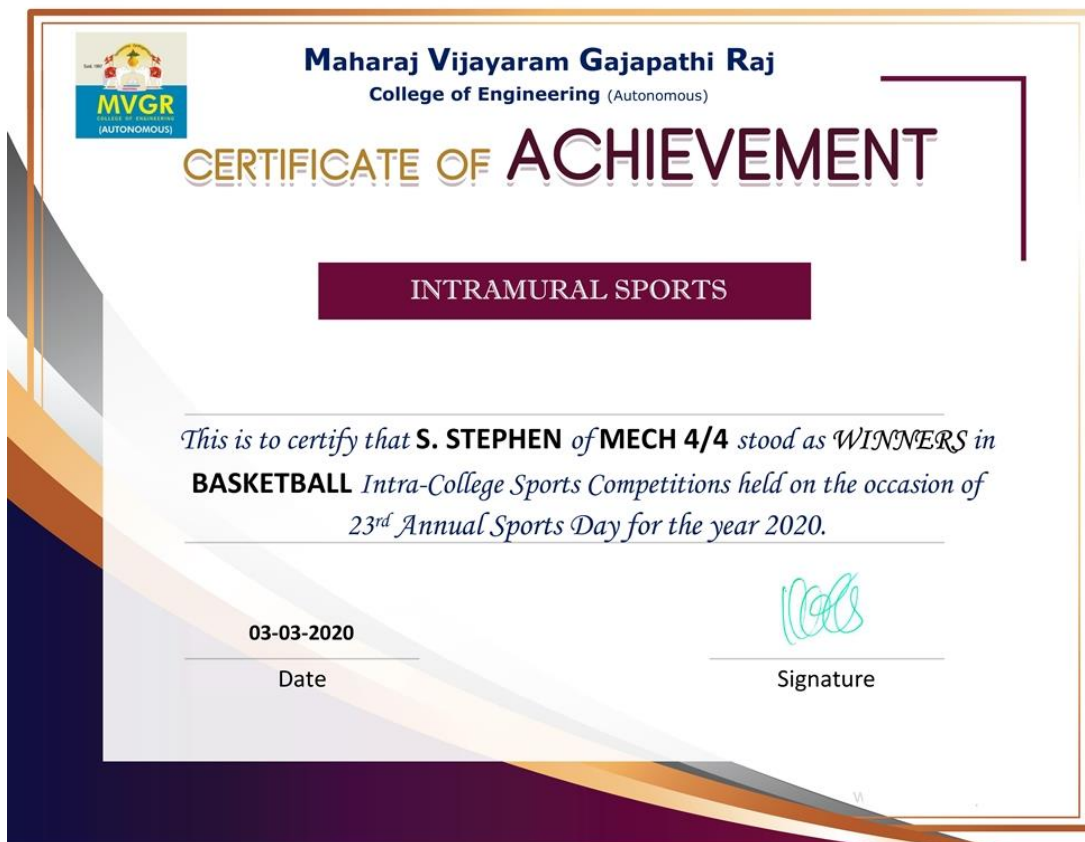 Maharaj Vijayaram Gajapathi Raj
College of Engineering (Autonomous)
MVGR
COLLEGE OF ENGINEERING
(AUTONOMOUS)
CERTIFICATE OF ACHIEVEMENT
INTRAMURAL SPORTS
This is to certify that S. STEPHEN of MECH 4/4 stood as WINNERS in
BASKETBALL Intra-College Sports Competitions held on the occasion of
23rd Annual Sports Day for the year 2020.
03-03-2020
Date
Signature